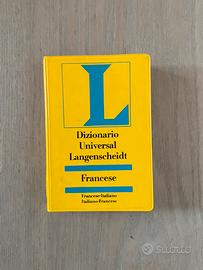 L
Dizionario
Universal
Langenscheidt
Francese
Francese-Italiano
Italiano-Francese
subito